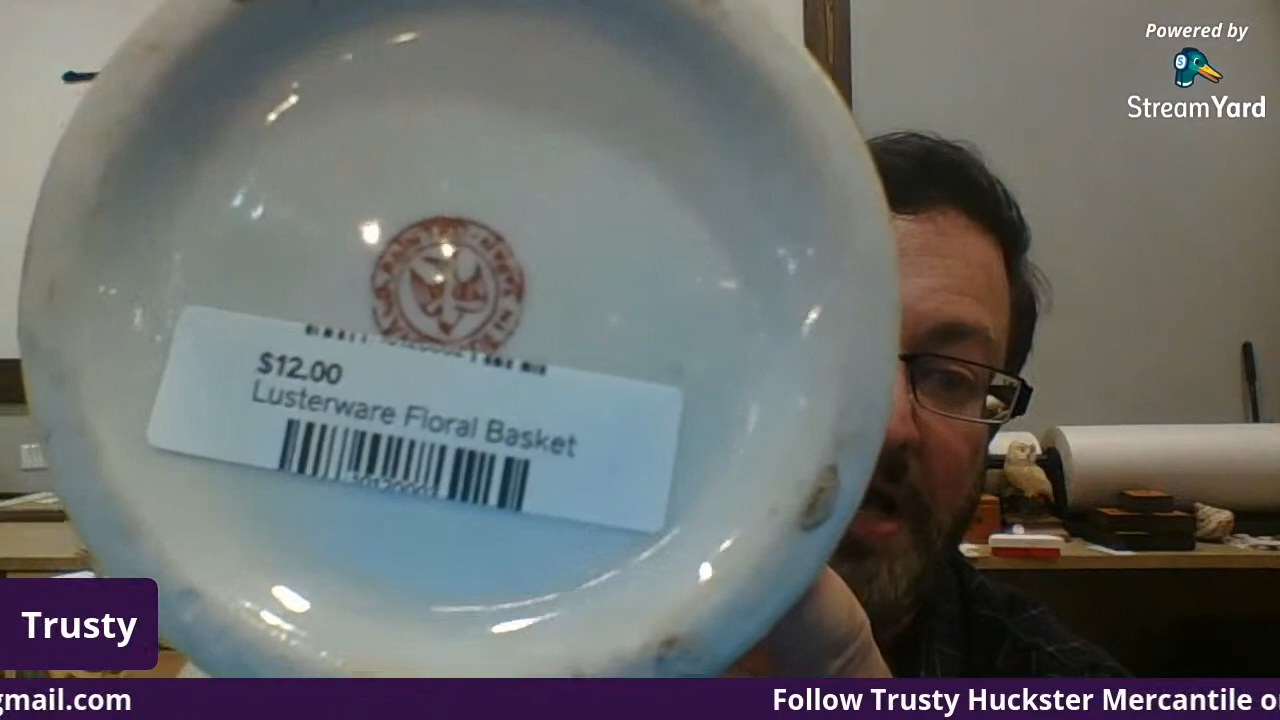 Powered by
StreamYard
$12.00
Lusterware Floral Basket
Trusty
gmail.com
Follow Trusty Huckster Mercantile o